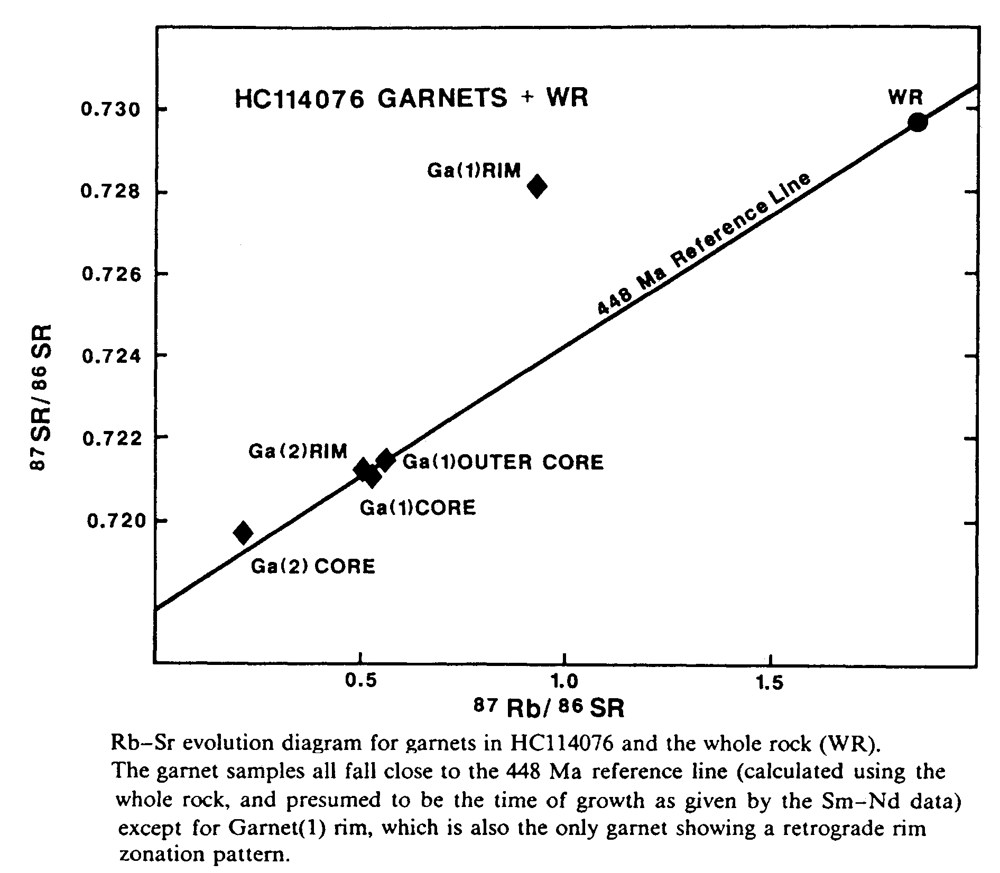 HC114076 GARNETS + WR
WR
0.730
Ga(1)RIM
0.728
448 Ma Reference Line
0.726
0.724
87 SR/86 SR
0.722
Ga(2)RIM
Ga(1)OUTER CORE
Ga(1)CORE
0.720
Ga(2) CORE
0.5 1.0 1.5
87 Rb/ 86 SR
Rb–Sr evolution diagram for garnets in HC114076 and the whole rock (WR).
The garnet samples all fall close to the 448 Ma reference line (calculated using the
whole rock, and presumed to be the time of growth as given by the Sm–Nd data)
except for Garnet(1) rim, which is also the only garnet showing a retrograde rim
zonation pattern.